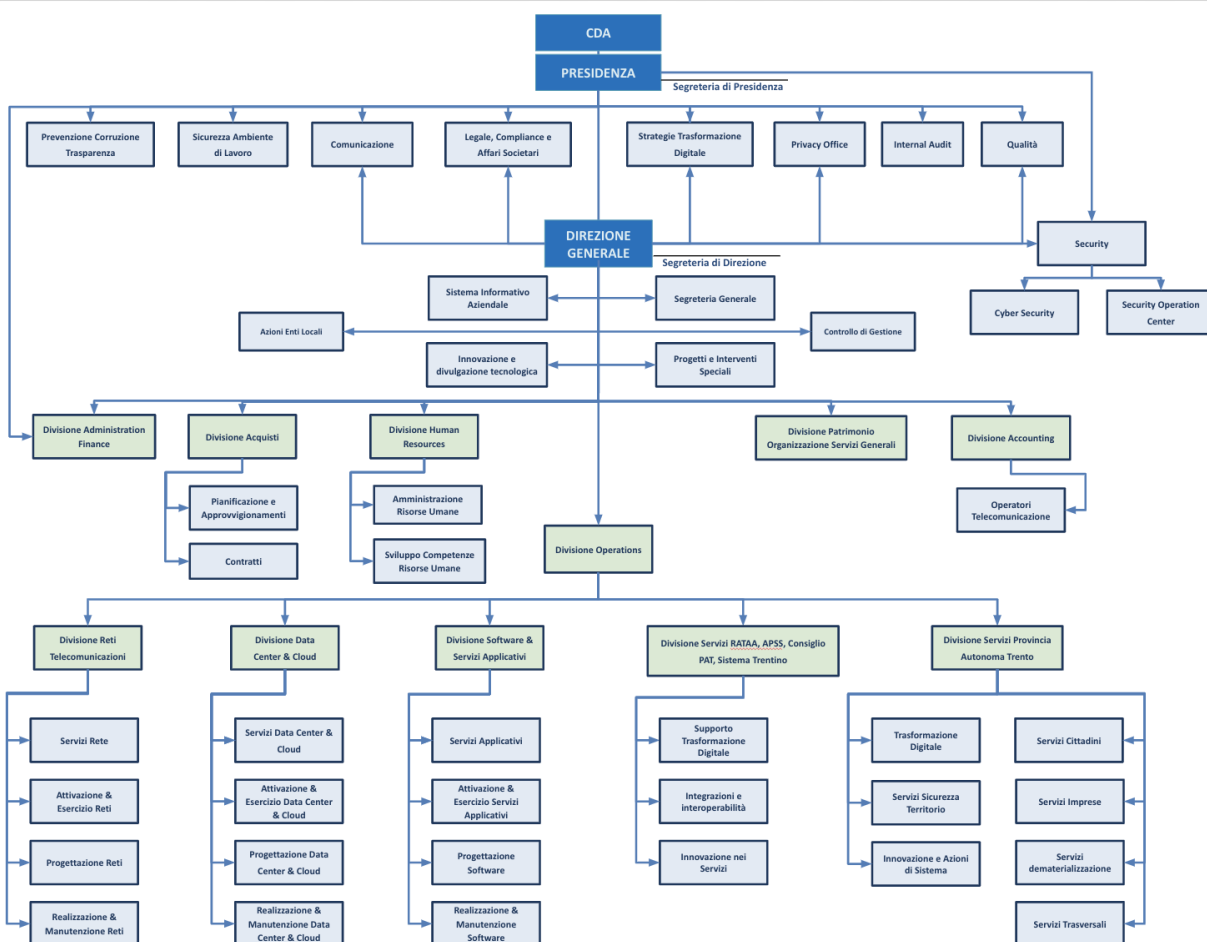 CDA
PRESIDENZA
Segreteria di Presidenza
Prevenzione Corruzione
Trasparenza
Sicurezza Ambiente
di Lavoro
Comunicazione
Legale, Compliance e
Affari Societari
Strategie Trasformazione
Digitale
Privacy Office
Internal Audit
Qualità
DIREZIONE
GENERALE
Segreteria di Direzione
Security
Sistema Informativo
Aziendale
Segreteria Generale
Cyber Security
Security Operation
Center
Azioni Enti Locali
Controllo di Gestione
Innovazione e
divulgazione tecnologica
Progetti e Interventi
Speciali
Divisione Administration
Finance
Divisione Acquisti
Divisione Human
Resources
Divisione Patrimonio
Organizzazione Servizi Generali
Divisione Accounting
Pianificazione e
Approvvigionamenti
Amministrazione
Risorse Umane
Operatori
Telecomunicazione
Contratti
Sviluppo Competenze
Risorse Umane
Divisione Operations
Divisione Reti
Telecomunicazioni
Divisione Data
Center & Cloud
Divisione Software &
Servizi Applicativi
Divisione Servizi RATAA, APSS, Consiglio
PAT, Sistema Trentino
Divisione Servizi Provincia
Autonoma Trento
Servizi Rete
Servizi Data Center &
Cloud
Servizi Applicativi
Supporto
Trasformazione
Digitale
Trasformazione
Digitale
Servizi Cittadini
Attivazione &
Esercizio Reti
Attivazione &
Esercizio Data Center
& Cloud
Attivazione &
Esercizio Servizi
Applicativi
Integrazioni e
interoperabilità
Servizi Sicurezza
Territorio
Servizi Imprese
Progettazione Reti
Progettazione Data
Center & Cloud
Progettazione
Software
Innovazione nei
Servizi
Innovazione e Azioni
di Sistema
Servizi
dematerializzazione
Realizzazione &
Manutenzione Reti
Realizzazione &
Manutenzione Data
Center & Cloud
Realizzazione &
Manutenzione
Software
Servizi Trasversali